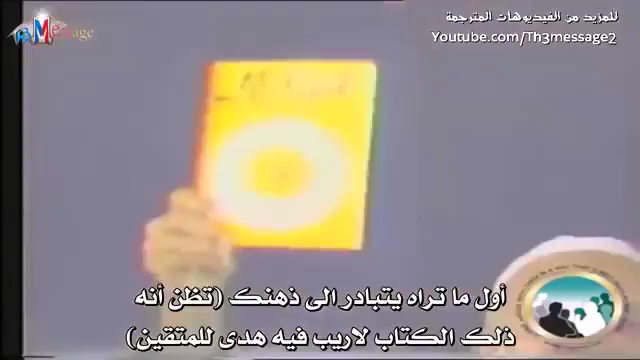 Message
للمزيد من الفيديوهات المترجمة
Youtube.com/Th3message2
أول ما تراه يتبادر الى ذهنك (تظن أنه
ذلك الكتاب لاريب فيه هدى للمتقين)